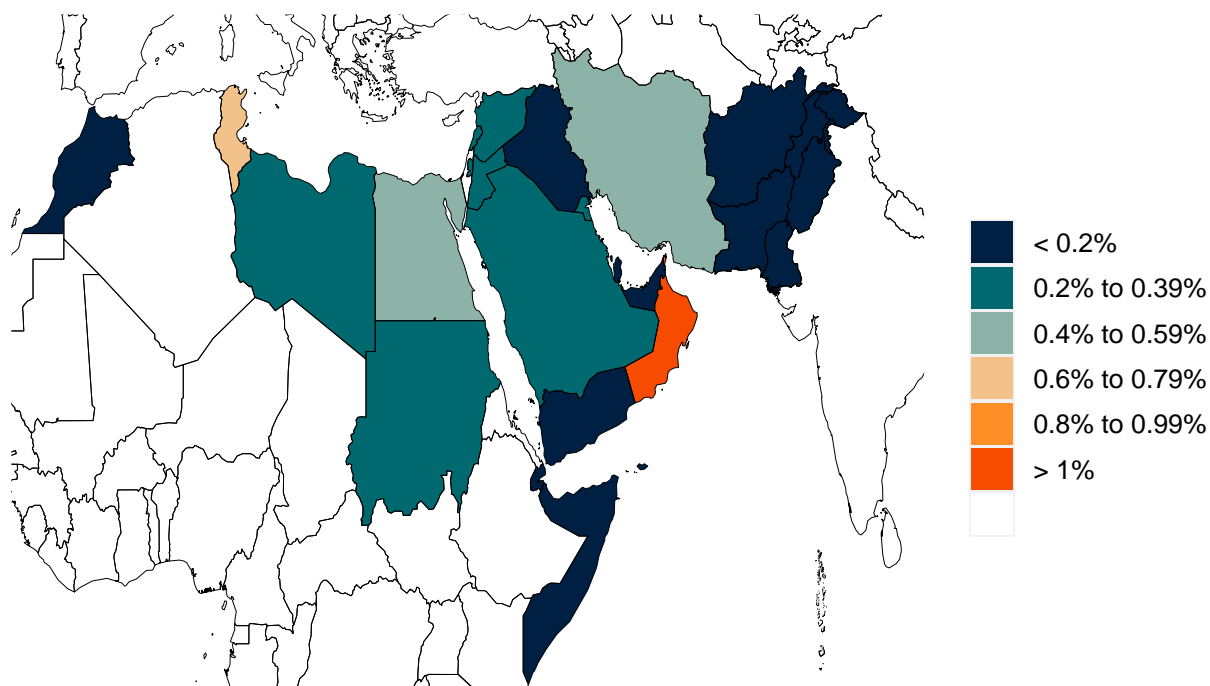 < 0.2%
0.2% to 0.39%
0.4% to 0.59%
0.6% to 0.79%
0.8% to 0.99%
> 1%